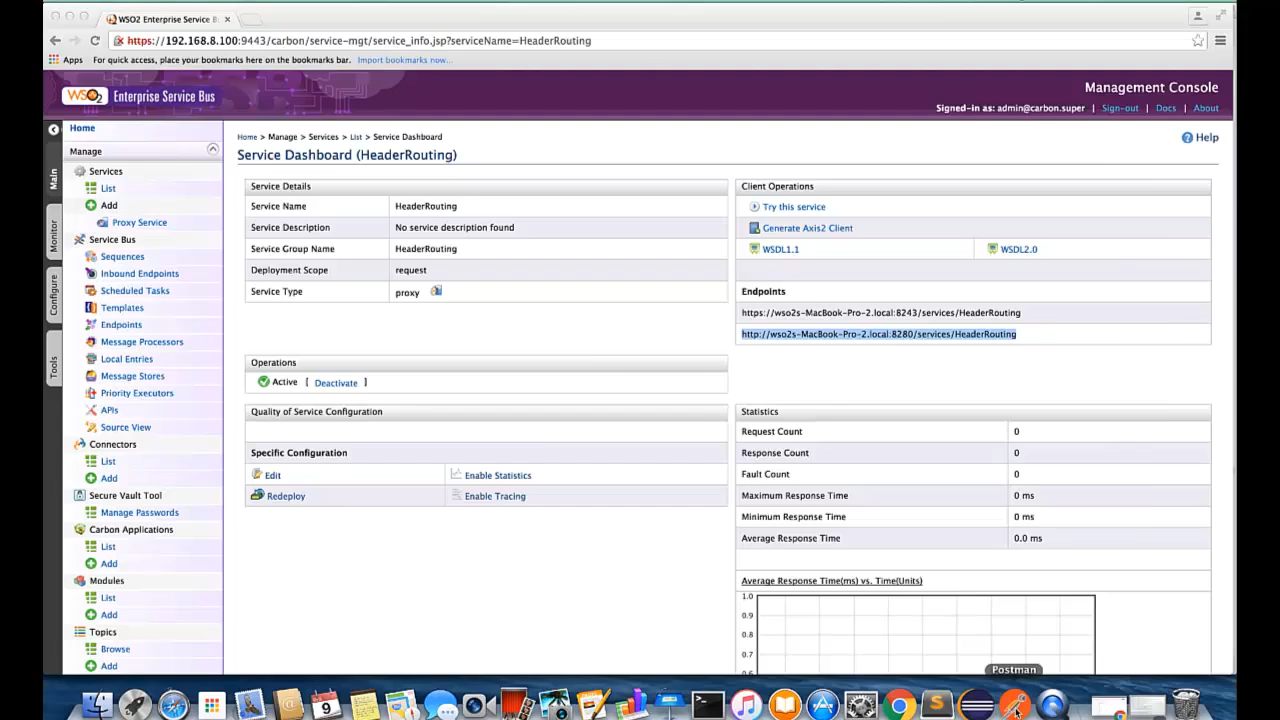 WSO2 Enterprise Service B
https://192.168.8.100:9443/carbon/service-mgt/service_info.jsp?serviceName=HeaderRouting
Apps For quick access, place your bookmarks here on the bookmarks bar. Import bookmarks now...
WSO2 Enterprise Service Bus
Management Console
Signed-in as: admin@carbon.super | Sign-out | Docs | About
Main
Monitor
Configure
Tools
Home
Manage
Services
List
Add
Proxy Service
Service Bus
Sequences
Inbound Endpoints
Scheduled Tasks
Templates
Endpoints
Message Processors
Local Entries
Message Stores
Priority Executors
APIs
Source View
Connectors
List
Add
Secure Vault Tool
Manage Passwords
Carbon Applications
List
Add
Modules
List
Add
Topics
Browse
Add
Home > Manage > Services > List > Service Dashboard
Help
Service Dashboard (HeaderRouting)
Service Details
Service Name HeaderRouting
Service Description No service description found
Service Group Name HeaderRouting
Deployment Scope request
Service Type proxy
Operations
Active [ Deactivate ]
Quality of Service Configuration
Specific Configuration
Edit Enable Statistics
Redeploy Enable Tracing
Client Operations
Try this service
Generate Axis2 Client
WSDL1.1 WSDL2.0
Endpoints
https://wso2s-MacBook-Pro-2.local:8243/services/HeaderRouting
http://wso2s-MacBook-Pro-2.local:8280/services/HeaderRouting
Statistics
Request Count 0
Response Count 0
Fault Count 0
Maximum Response Time 0 ms
Minimum Response Time 0 ms
Average Response Time 0.0 ms
Average Response Time(ms) vs. Time(Units)
1.0
0.9
0.8
0.7
Postman
9